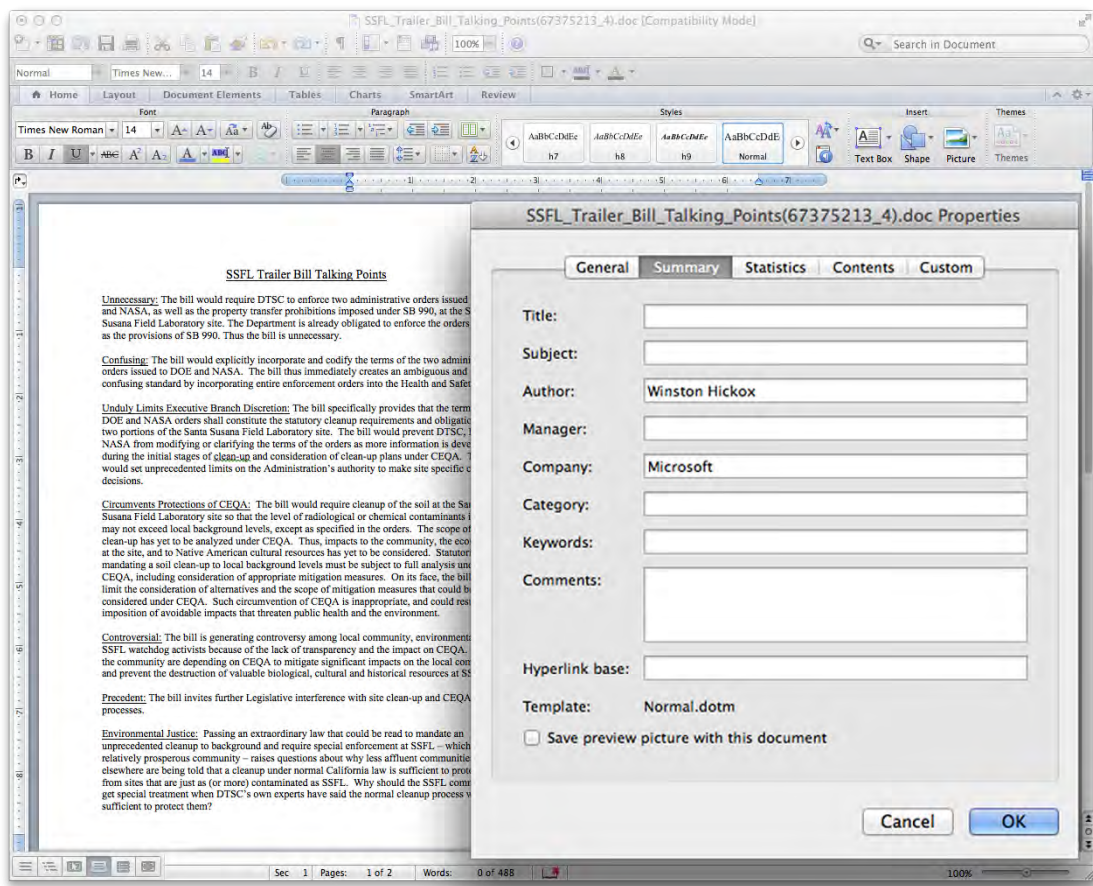 SSFL_Trailer_Bill_Talking_Points(67375213_4).doc [Compatibility Mode]
100%
Search in Document
Normal Times New... 14 B I U
Home Layout Document Elements Tables Charts SmartArt Review
Font Paragraph Styles Insert Themes
Times New Roman 14 A A Aa Ab
AaBbCcDdEe AaBbCcDdEe AaBbCcDdEe AaBbCcDdE
B I U ABC A² A₂ A ABC
h7 h8 h9 Normal Text Box Shape Picture Themes
1 2 3 4 5 6 7
SSFL_Trailer_Bill_Talking_Points(67375213_4).doc Properties
General Summary Statistics Contents Custom
Title:
Subject:
Author: Winston Hickox
Manager:
Company: Microsoft
Category:
Keywords:
Comments:
Hyperlink base:
Template: Normal.dotm
Save preview picture with this document
Cancel OK
SSFL Trailer Bill Talking Points
Unnecessary: The bill would require DTSC to enforce two administrative orders issued
and NASA, as well as the property transfer prohibitions imposed under SB 990, at the S
Susana Field Laboratory site. The Department is already obligated to enforce the orders
as the provisions of SB 990. Thus the bill is unnecessary.
Confusing: The bill would explicitly incorporate and codify the terms of the two admini
orders issued to DOE and NASA. The bill thus immediately creates an ambiguous and
confusing standard by incorporating entire enforcement orders into the Health and Safet
Unduly Limits Executive Branch Discretion: The bill specifically provides that the term
DOE and NASA orders shall constitute the statutory cleanup requirements and obligatio
two portions of the Santa Susana Field Laboratory site. The bill would prevent DTSC,
NASA from modifying or clarifying the terms of the orders as more information is deve
during the initial stages of clean-up and consideration of clean-up plans under CEQA. T
would set unprecedented limits on the Administration's authority to make site specific c
decisions.
Circumvents Protections of CEQA: The bill would require cleanup of the soil at the San
Susana Field Laboratory site so that the level of radiological or chemical contaminants i
may not exceed local background levels, except as specified in the orders. The scope of
clean-up has yet to be analyzed under CEQA. Thus, impacts to the community, the eco
at the site, and to Native American cultural resources has yet to be considered. Statutor
mandating a soil clean-up to local background levels must be subject to full analysis und
CEQA, including consideration of appropriate mitigation measures. On its face, the bill
limit the consideration of alternatives and the scope of mitigation measures that could b
considered under CEQA. Such circumvention of CEQA is inappropriate, and could res
imposition of avoidable impacts that threaten public health and the environment.
Controversial: The bill is generating controversy among local community, environmenta
SSFL watchdog activists because of the lack of transparency and the impact on CEQA.
the community are depending on CEQA to mitigate significant impacts on the local com
and prevent the destruction of valuable biological, cultural and historical resources at SS
Precedent: The bill invites further Legislative interference with site clean-up and CEQA
processes.
Environmental Justice: Passing an extraordinary law that could be read to mandate an
unprecedented cleanup to background and require special enforcement at SSFL – which
relatively prosperous community – raises questions about why less affluent communitie
elsewhere are being told that a cleanup under normal California law is sufficient to prote
from sites that are just as (or more) contaminated as SSFL. Why should the SSFL comm
get special treatment when DTSC's own experts have said the normal cleanup process w
sufficient to protect them?
Sec 1 Pages: 1 of 2 Words: 0 of 488 100%